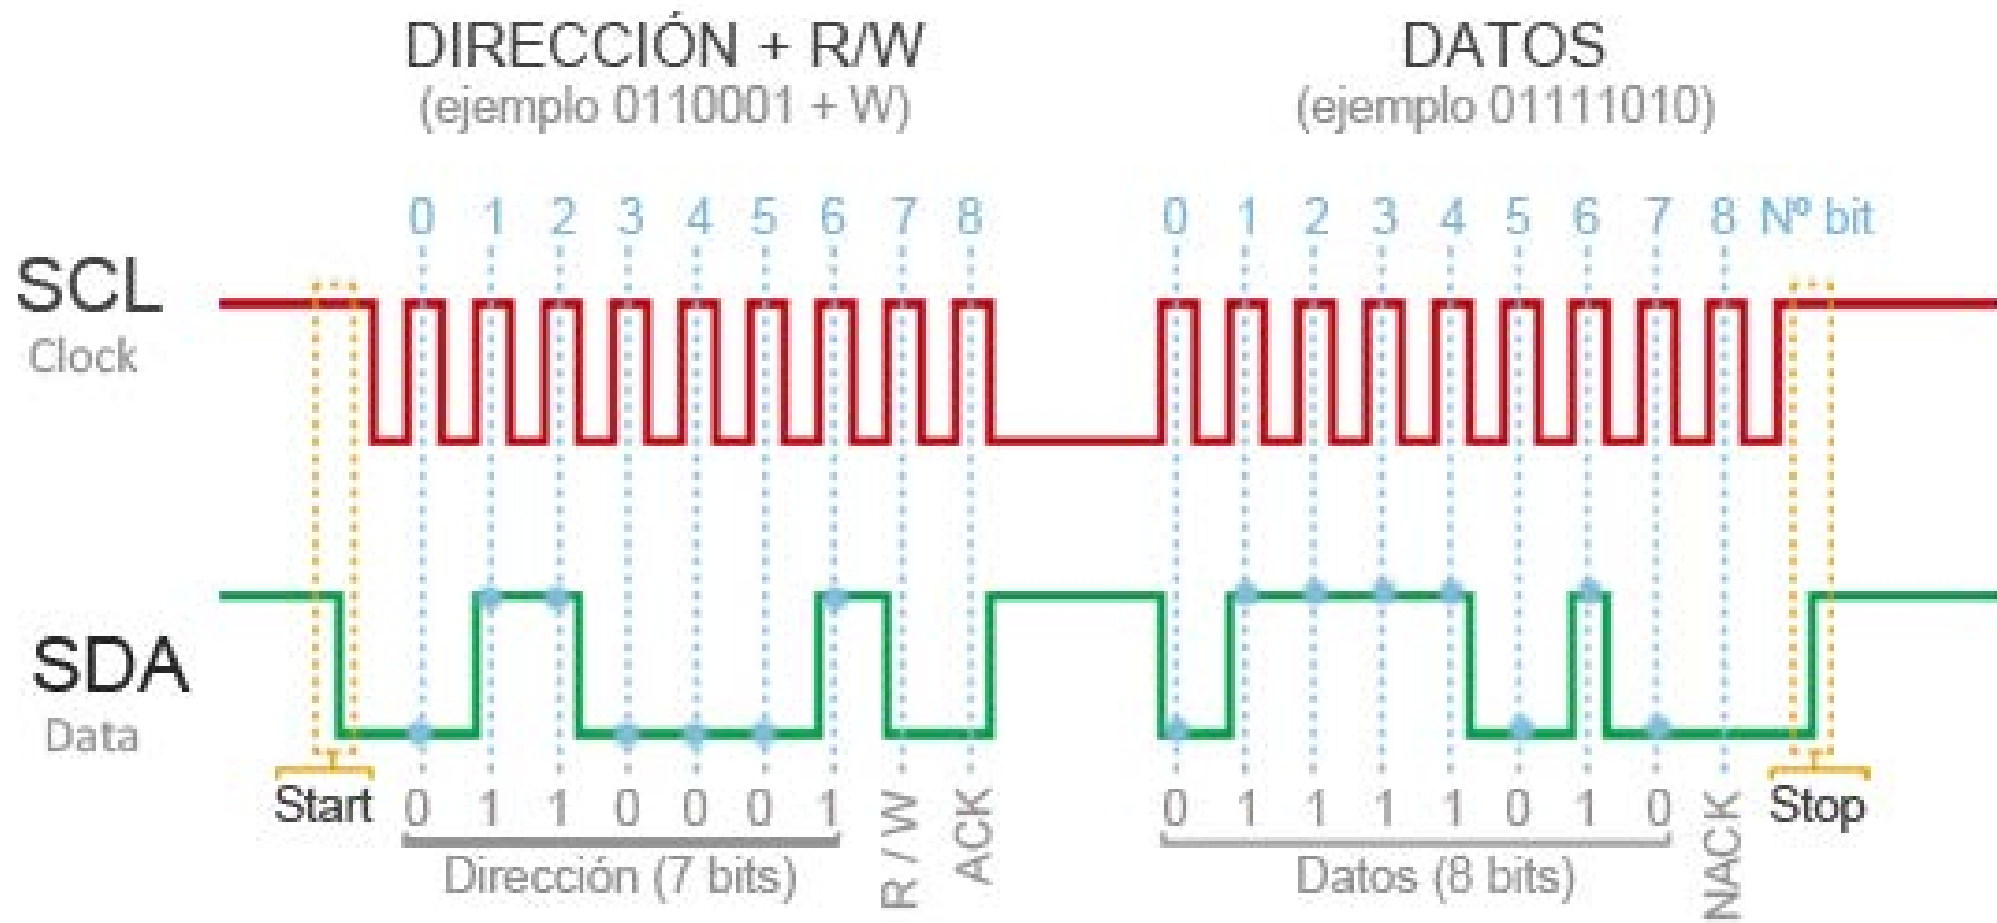 DIRECCIÓN + R/W
(ejemplo 0110001 + W)
DATOS
(ejemplo 01111010)
0 1 2 3 4 5 6 7 8
0 1 2 3 4 5 6 7 8 Nº bit
SCL
Clock
SDA
Data
Start
0 1 1 0 0 0 1
R / W
ACK
Dirección (7 bits)
0 1 1 1 1 0 1 0
NACK
Stop
Datos (8 bits)